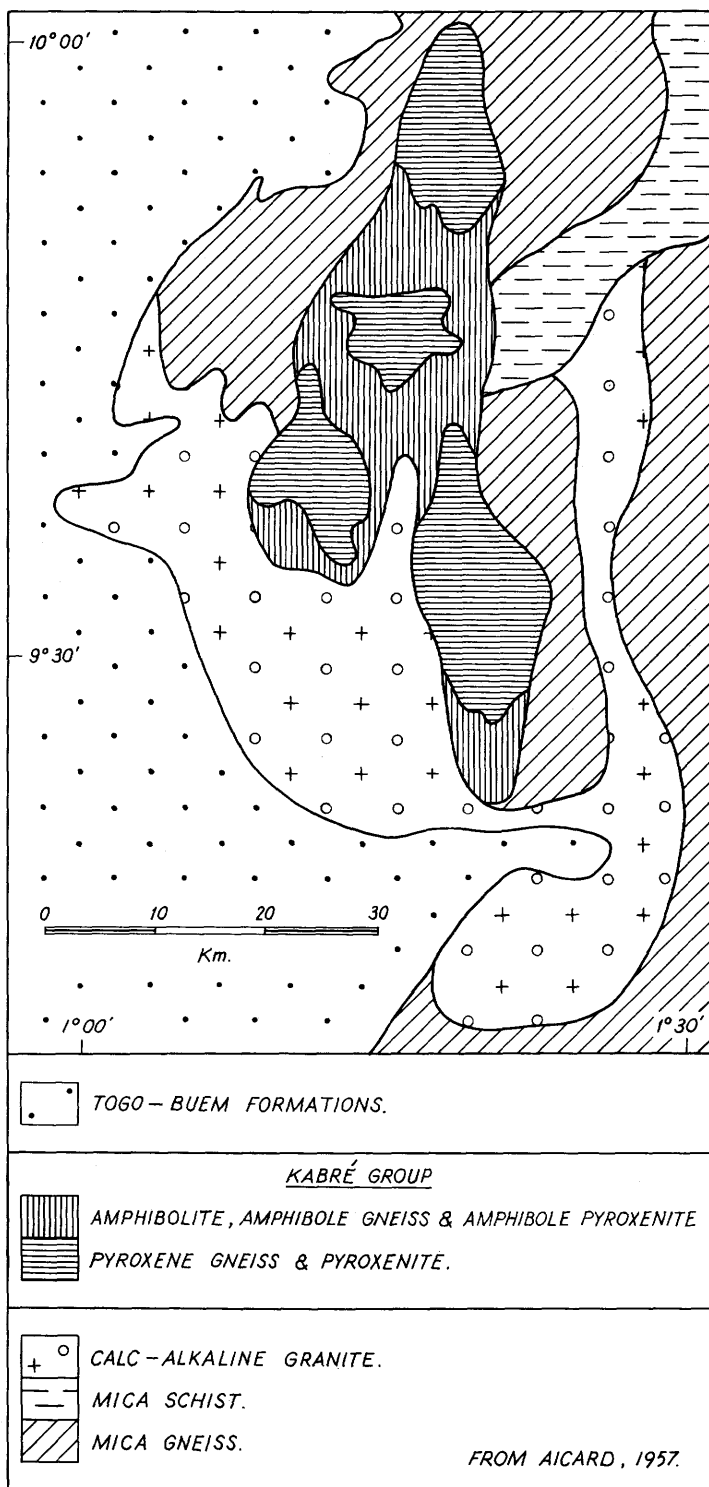 10°00'
9°30'
0 10 20 30
Km.
1°00' 1°30'
TOGO – BUEM FORMATIONS.
KABRÉ GROUP
AMPHIBOLITE, AMPHIBOLE GNEISS & AMPHIBOLE PYROXENITE
PYROXENE GNEISS & PYROXENITE.
CALC – ALKALINE GRANITE.
MICA SCHIST.
MICA GNEISS.
FROM AICARD, 1957.